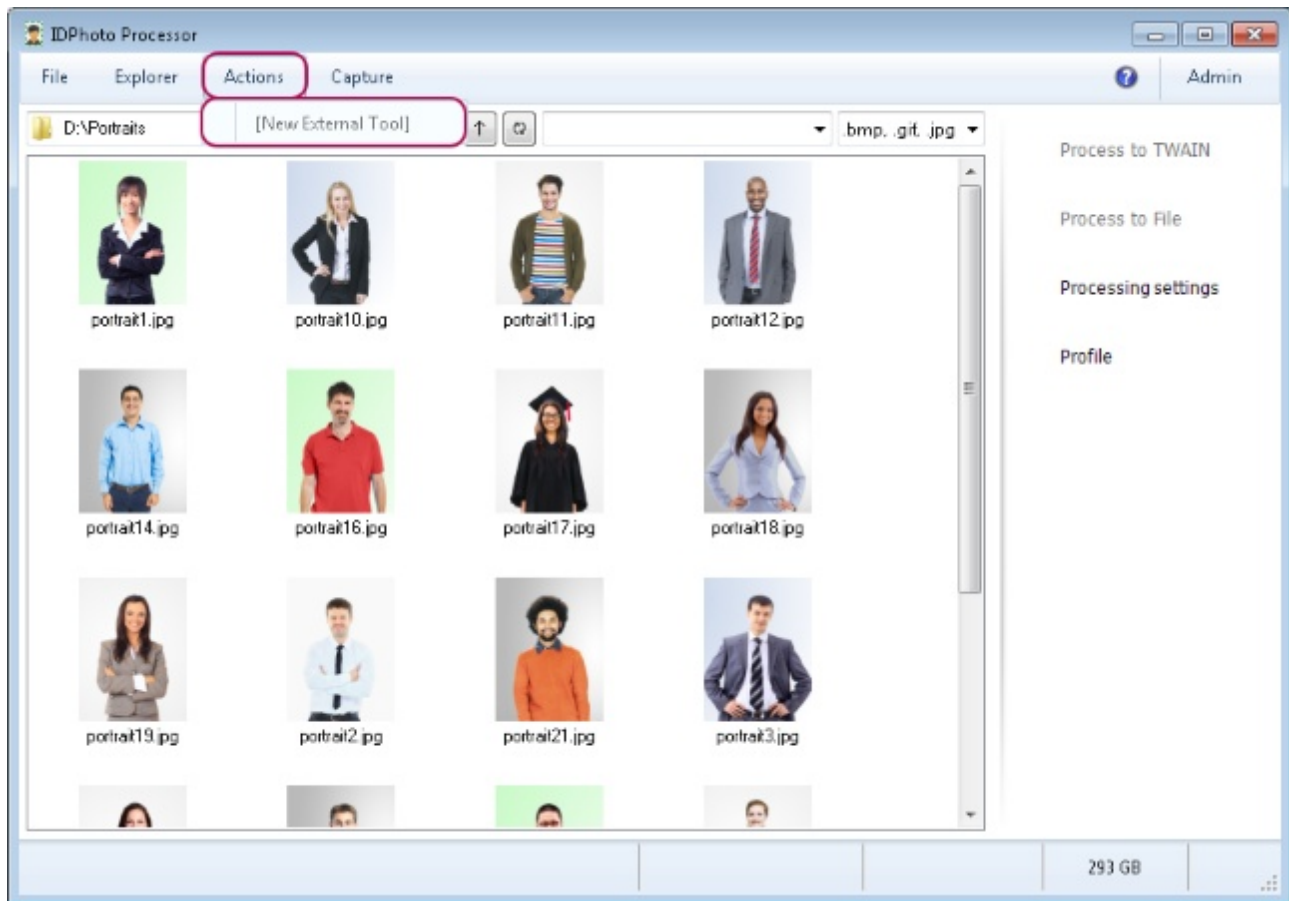 IDPhoto Processor
File Explorer Actions Capture Admin
D:\Portraits [New External Tool] .bmp, .gif, .jpg
Process to TWAIN
Process to File
Processing settings
Profile
portrait1.jpg portrait10.jpg portrait11.jpg portrait12.jpg
portrait14.jpg portrait16.jpg portrait17.jpg portrait18.jpg
portrait19.jpg portrait2.jpg portrait21.jpg portrait3.jpg
293 GB